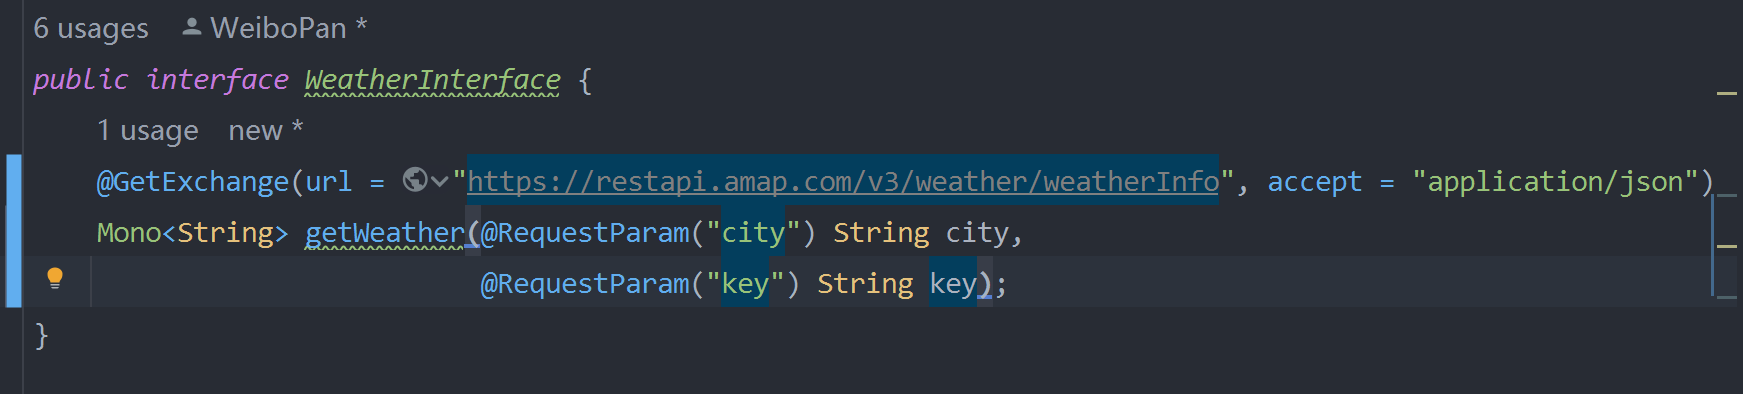 6 usages WeiboPan *
public interface WeatherInterface {
1 usage new *
@GetExchange(url = "https://restapi.amap.com/v3/weather/weatherInfo", accept = "application/json")
Mono<String> getWeather(@RequestParam("city") String city,
@RequestParam("key") String key);
}